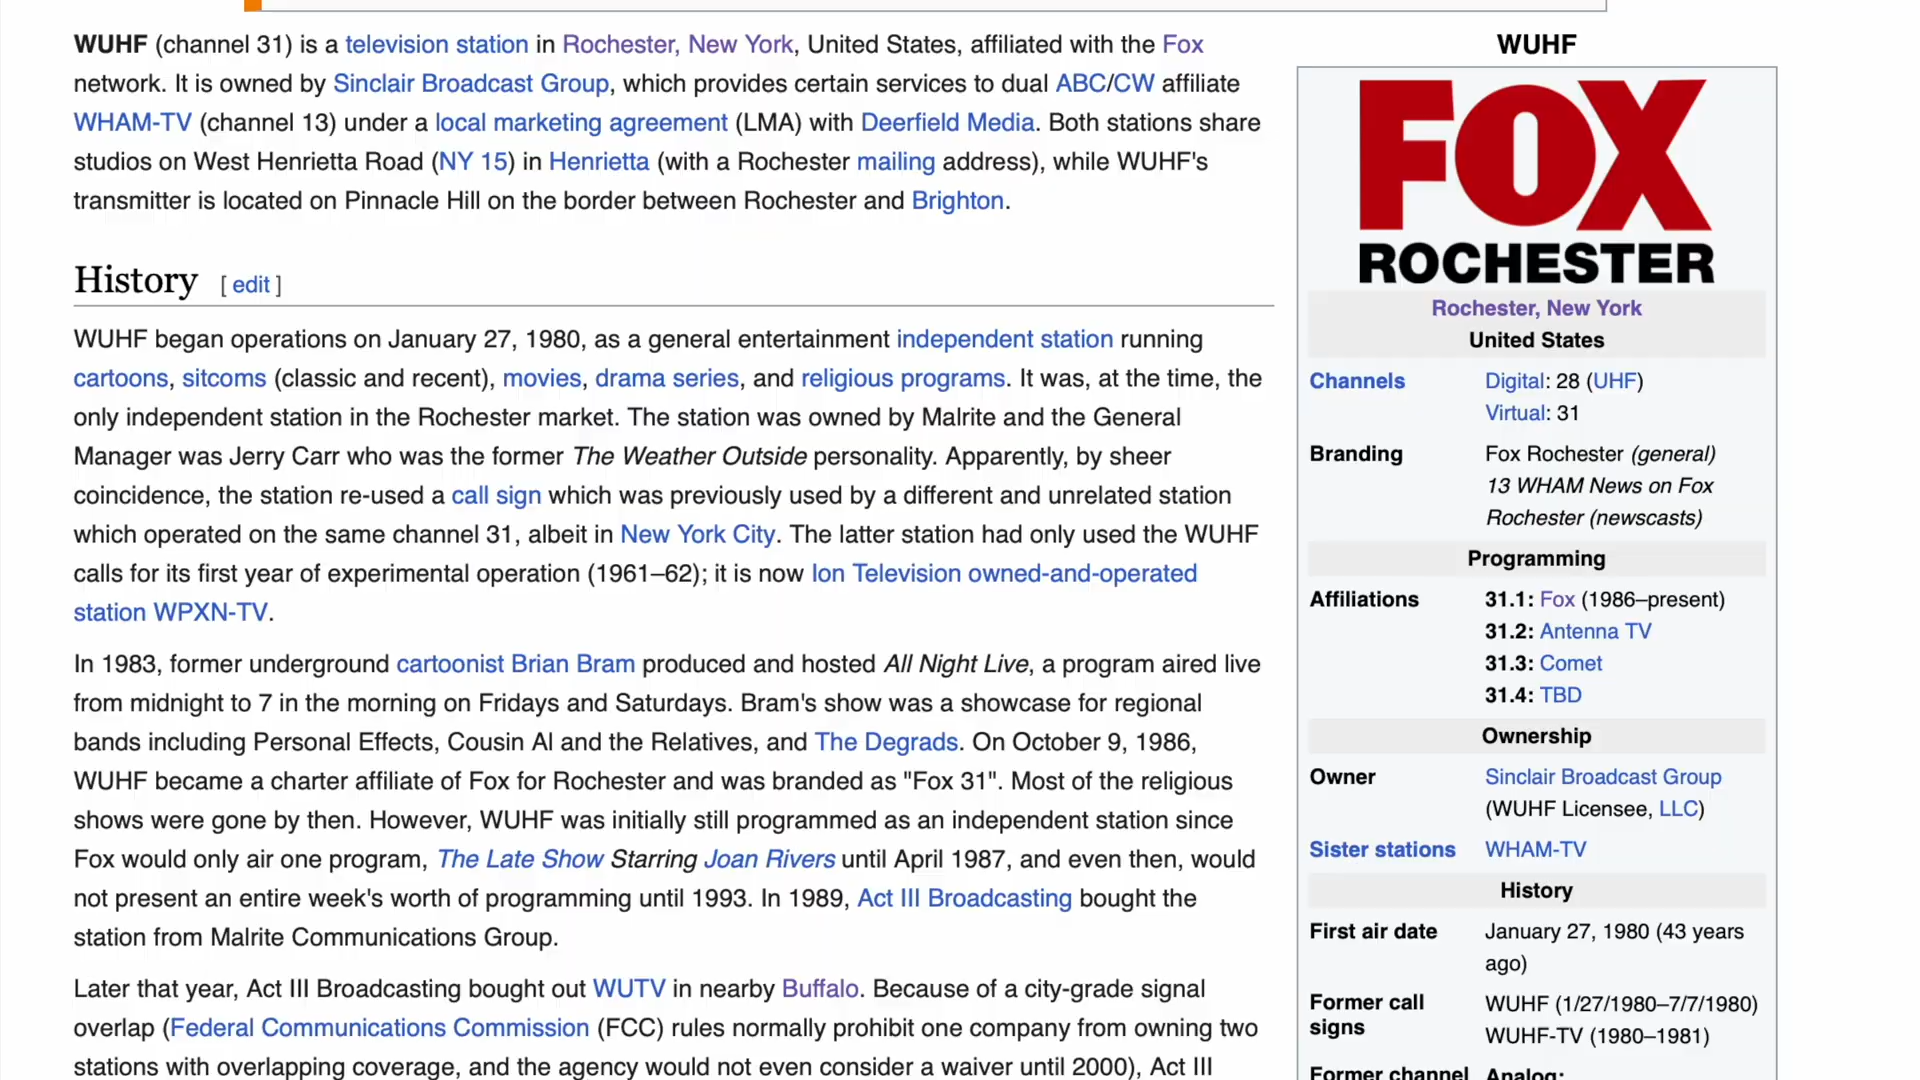 WUHF (channel 31) is a television station in Rochester, New York, United States, affiliated with the Fox
network. It is owned by Sinclair Broadcast Group, which provides certain services to dual ABC/CW affiliate
WHAM-TV (channel 13) under a local marketing agreement (LMA) with Deerfield Media. Both stations share
studios on West Henrietta Road (NY 15) in Henrietta (with a Rochester mailing address), while WUHF's
transmitter is located on Pinnacle Hill on the border between Rochester and Brighton.
History [ edit ]
WUHF began operations on January 27, 1980, as a general entertainment independent station running
cartoons, sitcoms (classic and recent), movies, drama series, and religious programs. It was, at the time, the
only independent station in the Rochester market. The station was owned by Malrite and the General
Manager was Jerry Carr who was the former The Weather Outside personality. Apparently, by sheer
coincidence, the station re-used a call sign which was previously used by a different and unrelated station
which operated on the same channel 31, albeit in New York City. The latter station had only used the WUHF
calls for its first year of experimental operation (1961–62); it is now Ion Television owned-and-operated
station WPXN-TV.
In 1983, former underground cartoonist Brian Bram produced and hosted All Night Live, a program aired live
from midnight to 7 in the morning on Fridays and Saturdays. Bram's show was a showcase for regional
bands including Personal Effects, Cousin Al and the Relatives, and The Degrads. On October 9, 1986,
WUHF became a charter affiliate of Fox for Rochester and was branded as "Fox 31". Most of the religious
shows were gone by then. However, WUHF was initially still programmed as an independent station since
Fox would only air one program, The Late Show Starring Joan Rivers until April 1987, and even then, would
not present an entire week's worth of programming until 1993. In 1989, Act III Broadcasting bought the
station from Malrite Communications Group.
Later that year, Act III Broadcasting bought out WUTV in nearby Buffalo. Because of a city-grade signal
overlap (Federal Communications Commission (FCC) rules normally prohibit one company from owning two
stations with overlapping coverage, and the agency would not even consider a waiver until 2000), Act III
WUHF
FOX
ROCHESTER
Rochester, New York
United States
Channels Digital: 28 (UHF)
Virtual: 31
Branding Fox Rochester (general)
13 WHAM News on Fox
Rochester (newscasts)
Programming
Affiliations 31.1: Fox (1986–present)
31.2: Antenna TV
31.3: Comet
31.4: TBD
Ownership
Owner Sinclair Broadcast Group
(WUHF Licensee, LLC)
Sister stations WHAM-TV
History
First air date January 27, 1980 (43 years
ago)
Former call WUHF (1/27/1980–7/7/1980)
signs WUHF-TV (1980–1981)
Former channel Analog: